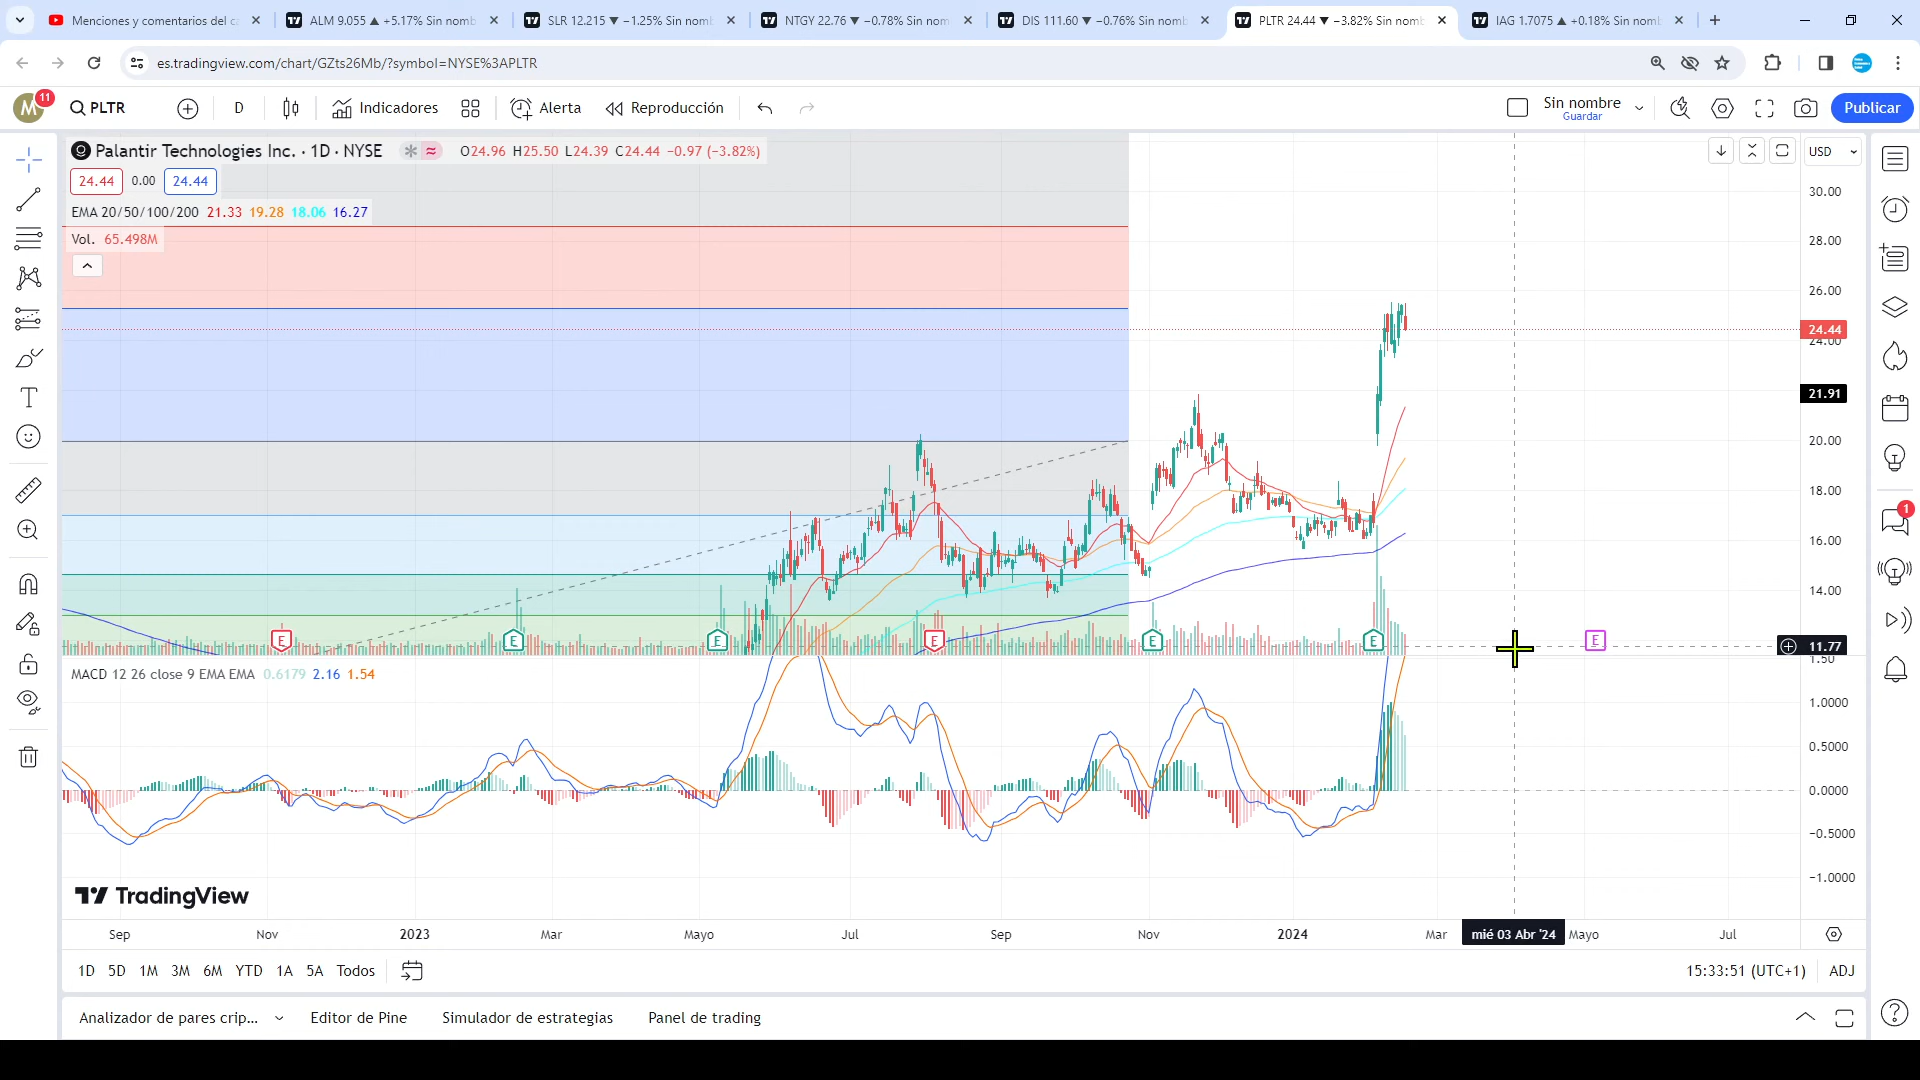 Menciones y comentarios del ca
ALM 9.055 ▲ +5.17% Sin nomb
SLR 12.215 ▼ −1.25% Sin nomb
NTGY 22.76 ▼ −0.78% Sin nom
DIS 111.60 ▼ −0.76% Sin nomb
PLTR 24.44 ▼ −3.82% Sin nomb
IAG 1.7075 ▲ +0.18% Sin nomb
es.tradingview.com/chart/GZts26Mb/?symbol=NYSE%3APLTR
M 11
PLTR
D
Indicadores
Alerta
Reproducción
Sin nombre
Guardar
Publicar
Palantir Technologies Inc. · 1D · NYSE
O24.96 H25.50 L24.39 C24.44 −0.97 (−3.82%)
USD
24.44 0.00 24.44
EMA 20/50/100/200 21.33 19.28 18.06 16.27
Vol. 65.498M
30.00
28.00
26.00
24.44
24.00
21.91
20.00
18.00
16.00
14.00
E E E E E E E
11.77
1
MACD 12 26 close 9 EMA EMA 0.6179 2.16 1.54
1.50
1.0000
0.5000
0.0000
−0.5000
−1.0000
TradingView
Sep Nov 2023 Mar Mayo Jul Sep Nov 2024 Mar mié 03 Abr '24 Mayo Jul
1D 5D 1M 3M 6M YTD 1A 5A Todos
15:33:51 (UTC+1) ADJ
Analizador de pares crip... Editor de Pine Simulador de estrategias Panel de trading